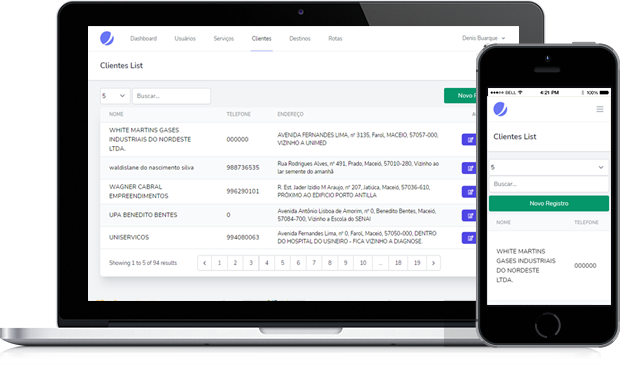 Dashboard Usuários Serviços Clientes Destinos Rotas Denis Buarque
Clientes List
5 Buscar... Novo R
NOME TELEFONE ENDEREÇO
WHITE MARTINS GASES
INDUSTRIAIS DO NORDESTE
LTDA.
000000
AVENIDA FERNANDES LIMA, nº 3135, Farol, MACEIO, 57057-000,
VIZINHO A UNIMED
waldislane do nascimento silva
988736535
Rua Rodrigues Alves, nº 491, Prado, Maceió, 57010-280, Vizinho ao
lar semente do amanhã
WAGNER CABRAL
EMPREENDIMENTOS
996290101
R. Est. Jader Izídio M Araujo, nº 207, Jatiúca, Maceió, 57036-610,
PRÓXIMO AO EDIFICIO PORTO ANTILLA
UPA BENEDITO BENTES
0
Avenida Antônio Lisboa de Amorim, nº 0, Benedito Bentes, Maceió,
57084-700, Vizinho a Escola do SENAI
UNISERVICOS
994080063
Avenida Fernandes Lima, nº 0, Farol, Maceió, 57050-000, DENTRO
DO HOSPITAL DO USINEIRO - FICA VIZINHO A DIAGNOSE.
Showing 1 to 5 of 94 results
1 2 3 4 5 6 7 8 9 10 ... 18 19
BELL 4:21 PM 100%
Clientes List
5
Buscar...
Novo Registro
NOME TELEFONE
WHITE MARTINS
GASES INDUSTRIAIS
DO NORDESTE
LTDA.
000000